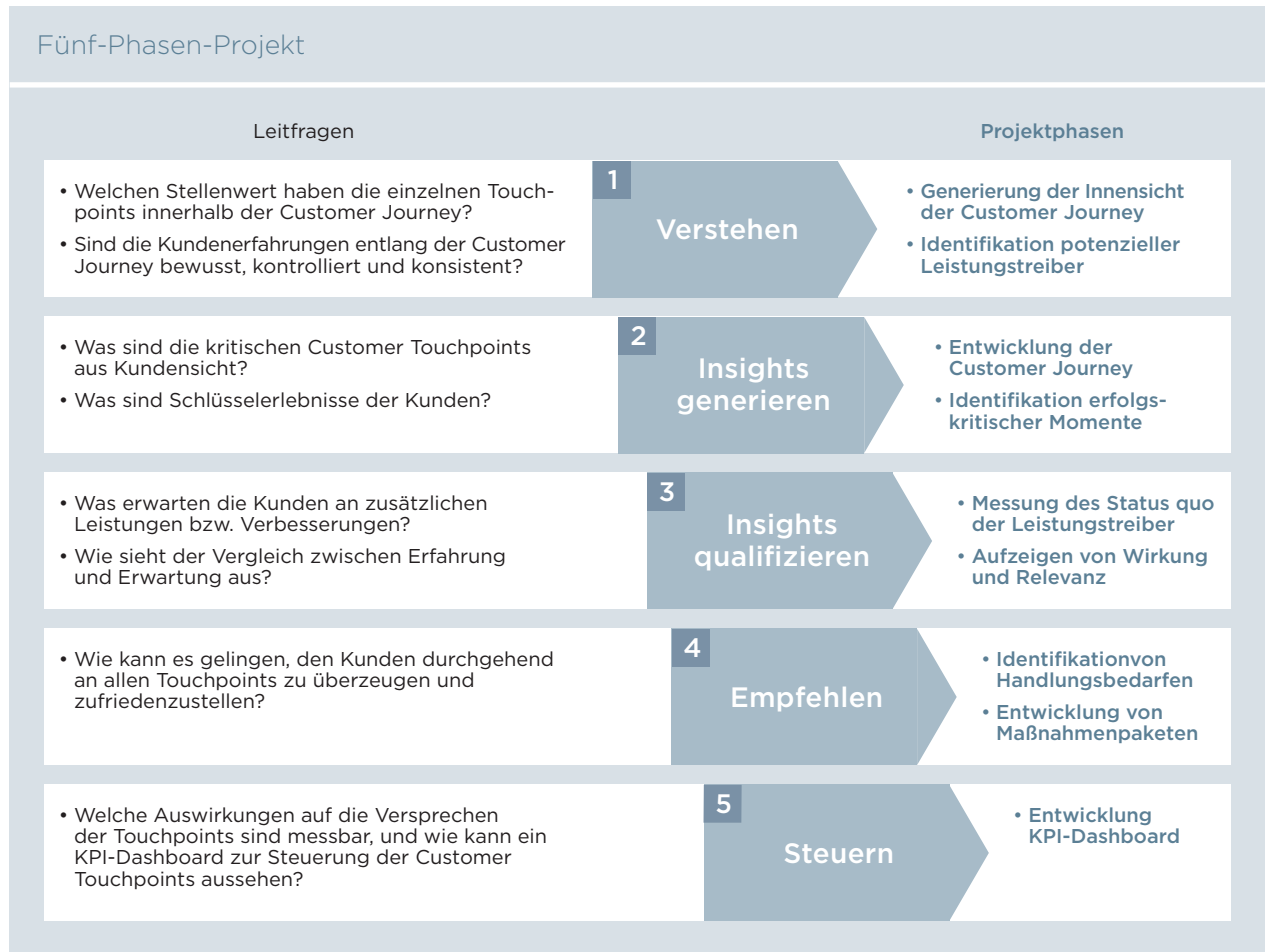 Fünf-Phasen-Projekt
Leitfragen
Projektphasen
• Welchen Stellenwert haben die einzelnen Touch-
points innerhalb der Customer Journey?
• Sind die Kundenerfahrungen entlang der Customer
Journey bewusst, kontrolliert und konsistent?
1
Verstehen
• Generierung der Innensicht
der Customer Journey
• Identifikation potenzieller
Leistungstreiber
• Was sind die kritischen Customer Touchpoints
aus Kundensicht?
• Was sind Schlüsselerlebnisse der Kunden?
2
Insights
generieren
• Entwicklung der
Customer Journey
• Identifikation erfolgs-
kritischer Momente
• Was erwarten die Kunden an zusätzlichen
Leistungen bzw. Verbesserungen?
• Wie sieht der Vergleich zwischen Erfahrung
und Erwartung aus?
3
Insights
qualifizieren
• Messung des Status quo
der Leistungstreiber
• Aufzeigen von Wirkung
und Relevanz
• Wie kann es gelingen, den Kunden durchgehend
an allen Touchpoints zu überzeugen und
zufriedenzustellen?
4
Empfehlen
• Identifikationvon
Handlungsbedarfen
• Entwicklung von
Maßnahmenpaketen
• Welche Auswirkungen auf die Versprechen
der Touchpoints sind messbar, und wie kann ein
KPI-Dashboard zur Steuerung der Customer
Touchpoints aussehen?
5
Steuern
• Entwicklung
KPI-Dashboard